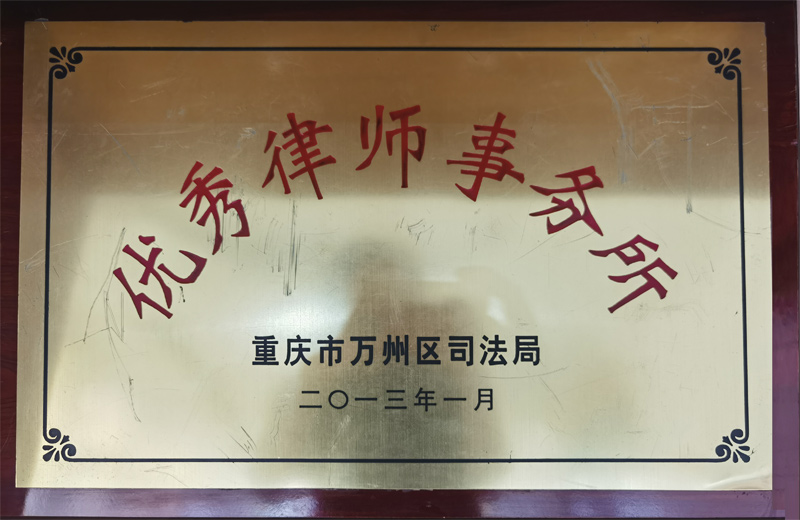 优秀律师事务所
重庆市万州区司法局
二〇一三年一月